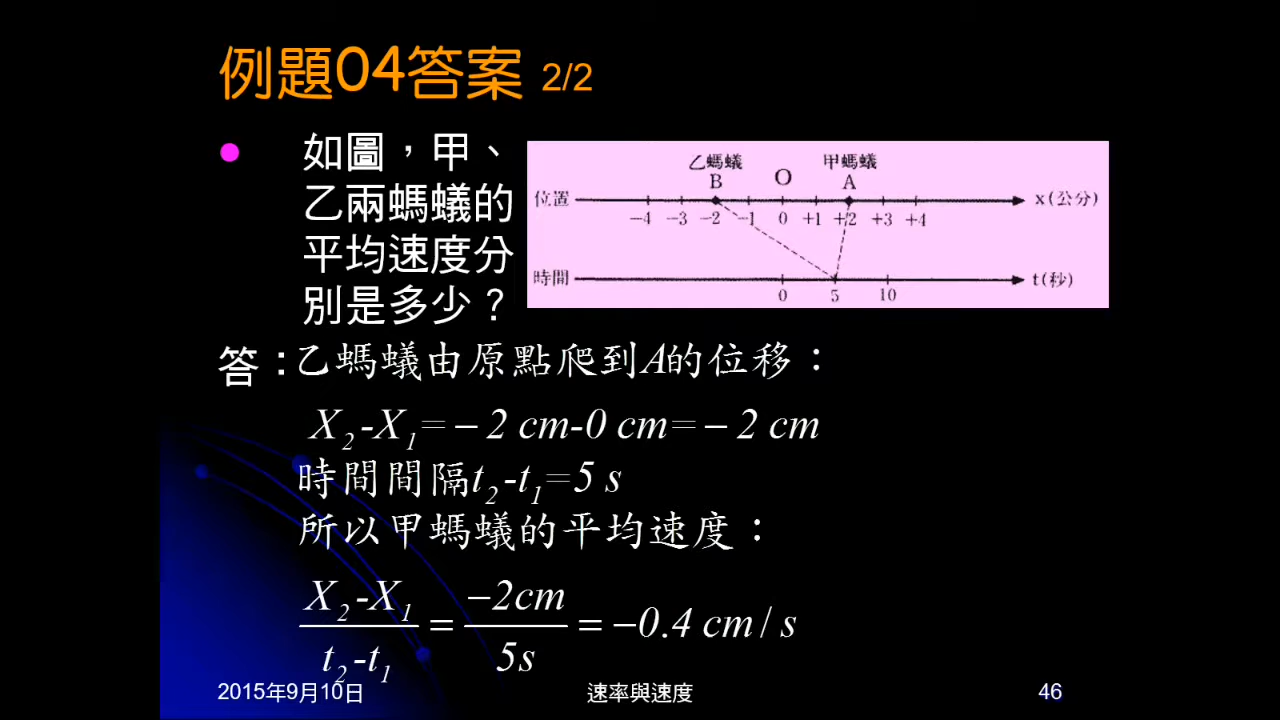 例題04答案 2/2
● 如圖，甲、
乙兩螞蟻的
平均速度分
別是多少？
乙螞蟻 甲螞蟻
B O A
位置 x(公分)
−4 −3 −2 −1 0 +1 +2 +3 +4
時間 t(秒)
0 5 10
答：乙螞蟻由原點爬到A的位移：
X₂-X₁=－2 cm-0 cm=－2 cm
時間間隔t₂-t₁=5 s
所以甲螞蟻的平均速度：
X₂-X₁ / t₂-t₁ = −2cm / 5s = −0.4 cm/s
2015年9月10日 速率與速度 46